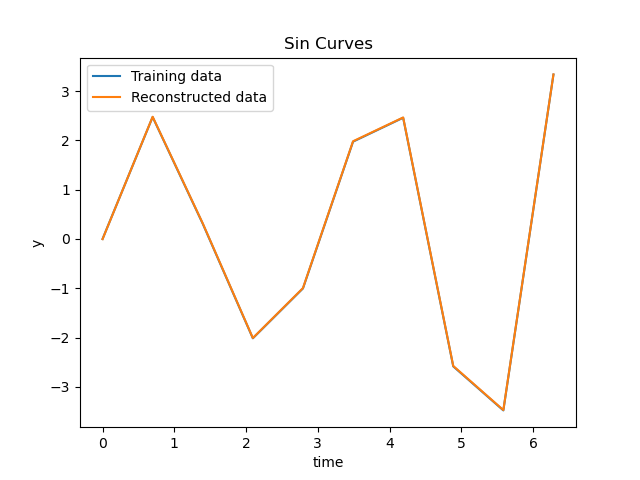 Sin Curves
Training data
Reconstructed data
3
2
1
0
−1
−2
−3
y
0 1 2 3 4 5 6
time